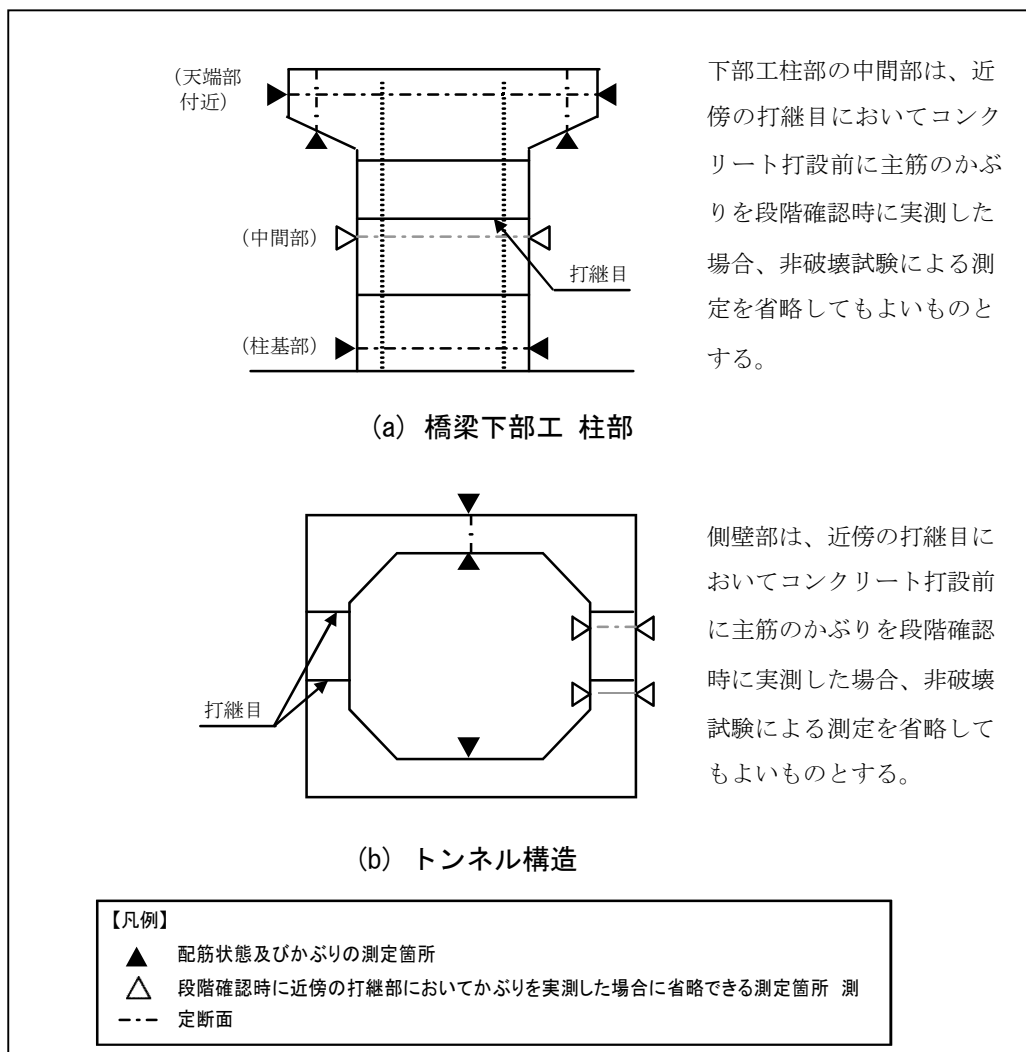 (天端部
付近)
(中間部)
打継目
(柱基部)
下部工柱部の中間部は、近
傍の打継目においてコンク
リート打設前に主筋のかぶ
りを段階確認時に実測した
場合、非破壊試験による測
定を省略してもよいものと
する。
(a) 橋梁下部工 柱部
打継目
側壁部は、近傍の打継目に
おいてコンクリート打設前
に主筋のかぶりを段階確認
時に実測した場合、非破壊
試験による測定を省略して
もよいものとする。
(b) トンネル構造
【凡例】
配筋状態及びかぶりの測定箇所
段階確認時に近傍の打継部においてかぶりを実測した場合に省略できる測定箇所 測
定断面